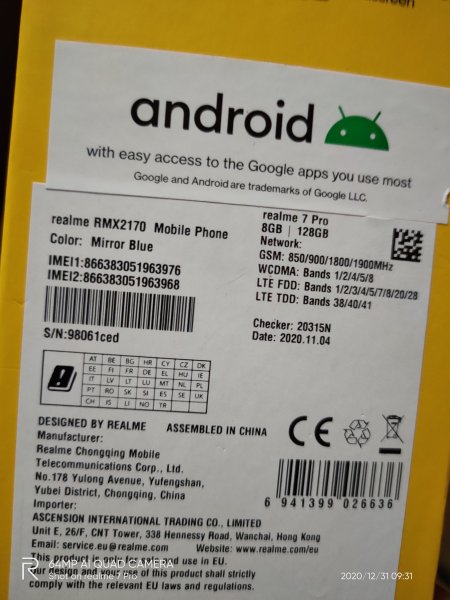 android
with easy access to the Google apps you use most
Google and Android are trademarks of Google LLC.
realme RMX2170 Mobile Phone
Color: Mirror Blue
IMEI1:866383051963976
IMEI2:866383051963968
S/N:98061ced
realme 7 Pro
8GB | 128GB
Network:
GSM: 850/900/1800/1900MHz
WCDMA: Bands 1/2/4/5/8
LTE FDD: Bands 1/2/3/4/5/7/8/20/28
LTE TDD: Bands 38/40/41
Checker: 20315N
Date: 2020.11.04
AT BE BG HR CY CZ DK
EE FI FR DE EL HU IE
IT LV LT LU MT NL PL
PT RO SK SI ES SE UK
CH IS LI NO TR
DESIGNED BY REALME ASSEMBLED IN CHINA
Manufacturer:
Realme Chongqing Mobile
Telecommunications Corp., Ltd.
No.178 Yulong Avenue, Yufengshan,
Yubei District, Chongqing, China
CE
6 941399 026636
Importer:
ASCENSION INTERNATIONAL TRADING CO., LIMITED
Unit E, 26/F, CNT Tower, 338 Hennessy Road, Wanchai, Hong Kong
Email: service.eu@realme.com Website: www.realme.com/eu
This product is intended used in EU.
Our design and your use of this product shall strictly
comply with the relevant EU laws and regulations.
R
64MP AI QUAD CAMERA
Shot on realme 7 Pro
2020/12/31 09:31